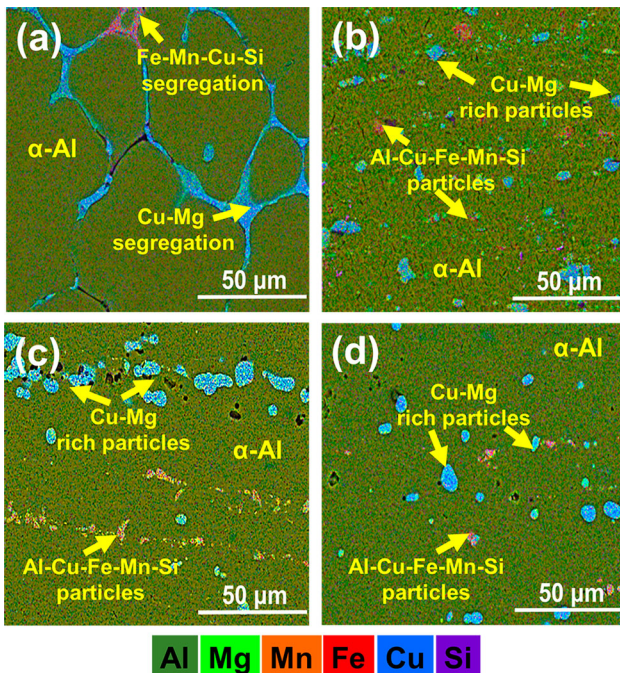 (a)
Fe-Mn-Cu-Si
segregation
α-Al
Cu-Mg
segregation
50 μm
(b)
Cu-Mg
rich particles
Al-Cu-Fe-Mn-Si
particles
α-Al
50 μm
(c)
Cu-Mg
rich particles
α-Al
Al-Cu-Fe-Mn-Si
particles
50 μm
(d)
α-Al
Cu-Mg
rich particles
Al-Cu-Fe-Mn-Si
particles
50 μm
Al Mg Mn Fe Cu Si